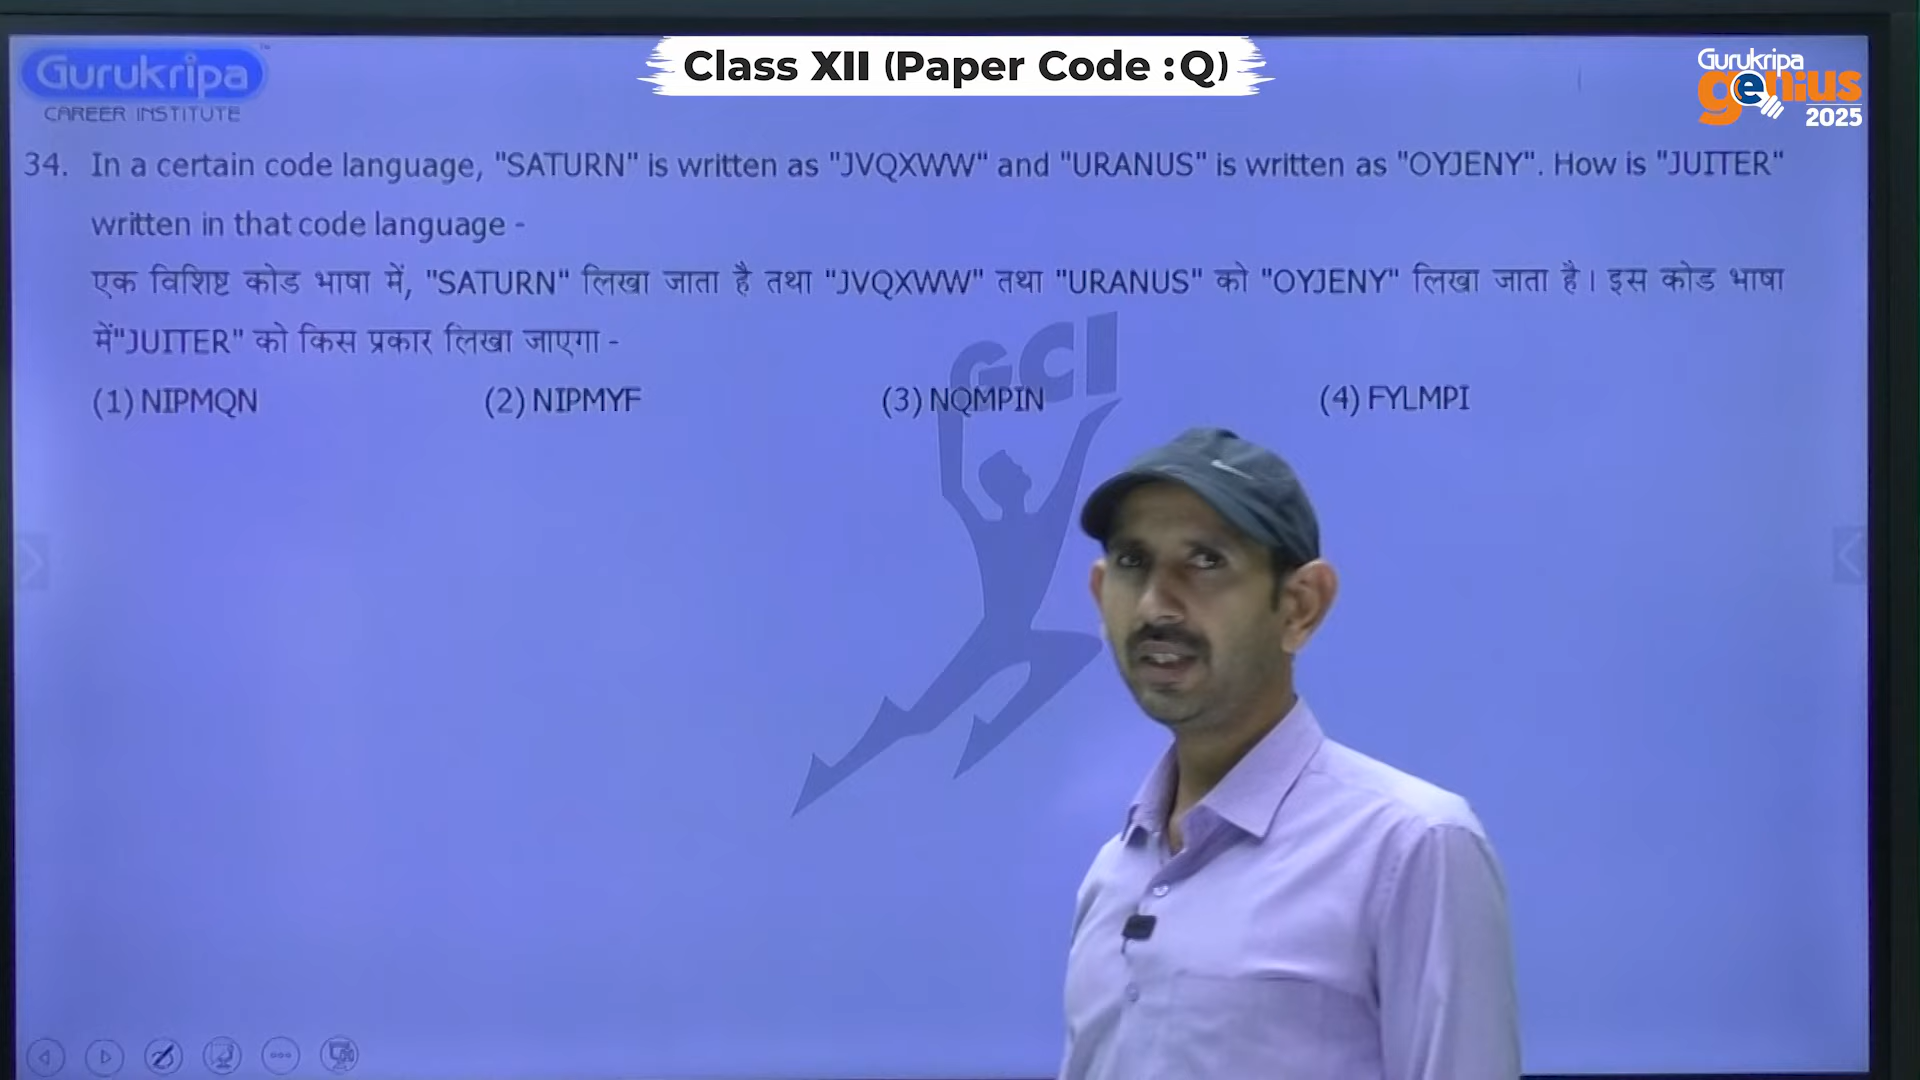 Class XII (Paper Code :Q)
Gurukripa
CAREER INSTITUTE
Gurukripa
genius
2025
34. In a certain code language, "SATURN" is written as "JVQXWW" and "URANUS" is written as "OYJENY". How is "JUITER"
written in that code language -
एक विशिष्ट कोड भाषा में, "SATURN" लिखा जाता है तथा "JVQXWW" तथा "URANUS" को "OYJENY" लिखा जाता है। इस कोड भाषा
में"JUITER" को किस प्रकार लिखा जाएगा -
(1) NIPMQN (2) NIPMYF (3) NQMPIN (4) FYLMPI
GCI